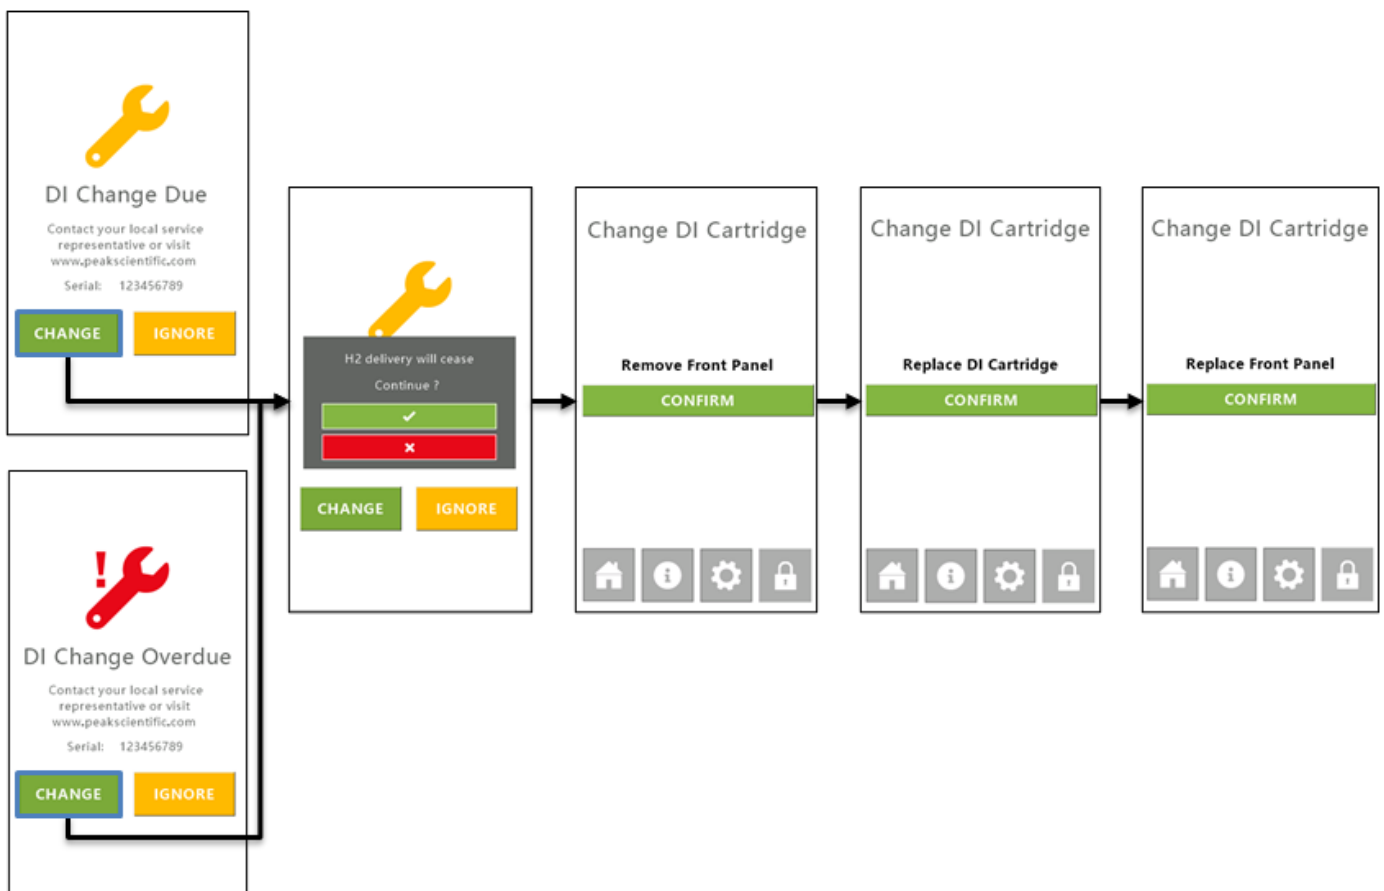 DI Change Due
Contact your local service
representative or visit
www.peakscientific.com
Serial: 123456789
CHANGE IGNORE
DI Change Overdue
Contact your local service
representative or visit
www.peakscientific.com
Serial: 123456789
CHANGE IGNORE
H2 delivery will cease
Continue ?
CHANGE IGNORE
Change DI Cartridge
Remove Front Panel
CONFIRM
Change DI Cartridge
Replace DI Cartridge
CONFIRM
Change DI Cartridge
Replace Front Panel
CONFIRM